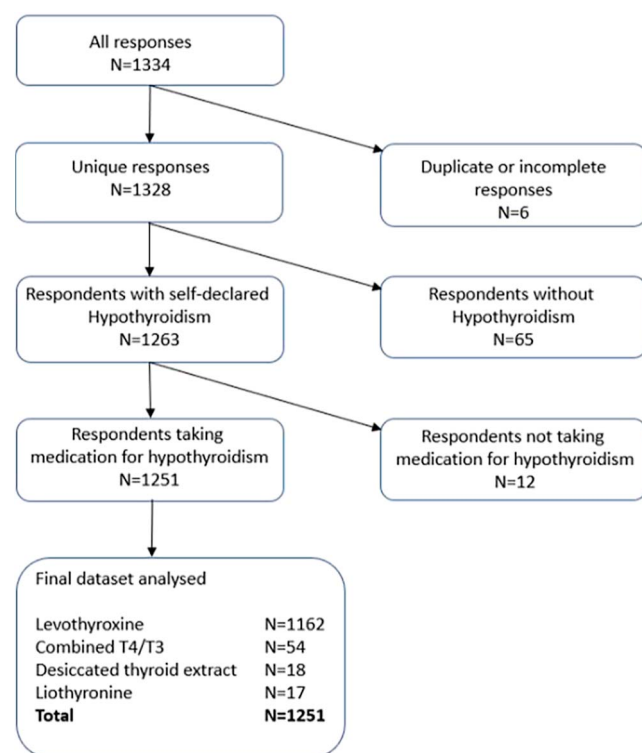 All responses
N=1334
Unique responses
N=1328
Duplicate or incomplete
responses
N=6
Respondents with self-declared
Hypothyroidism
N=1263
Respondents without
Hypothyroidism
N=65
Respondents taking
medication for hypothyroidism
N=1251
Respondents not taking
medication for hypothyroidism
N=12
Final dataset analysed
Levothyroxine N=1162
Combined T4/T3 N=54
Desiccated thyroid extract N=18
Liothyronine N=17
Total N=1251